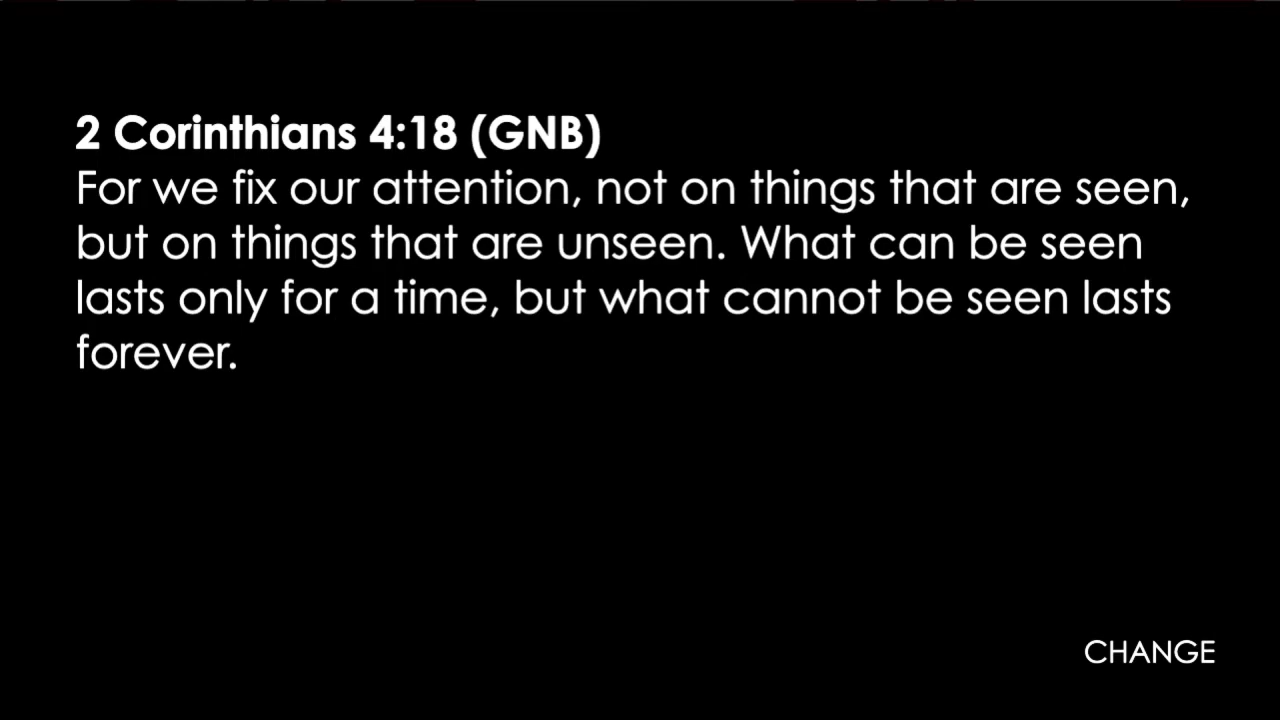 2 Corinthians 4:18 (GNB)
For we fix our attention, not on things that are seen,
but on things that are unseen. What can be seen
lasts only for a time, but what cannot be seen lasts
forever.
CHANGE